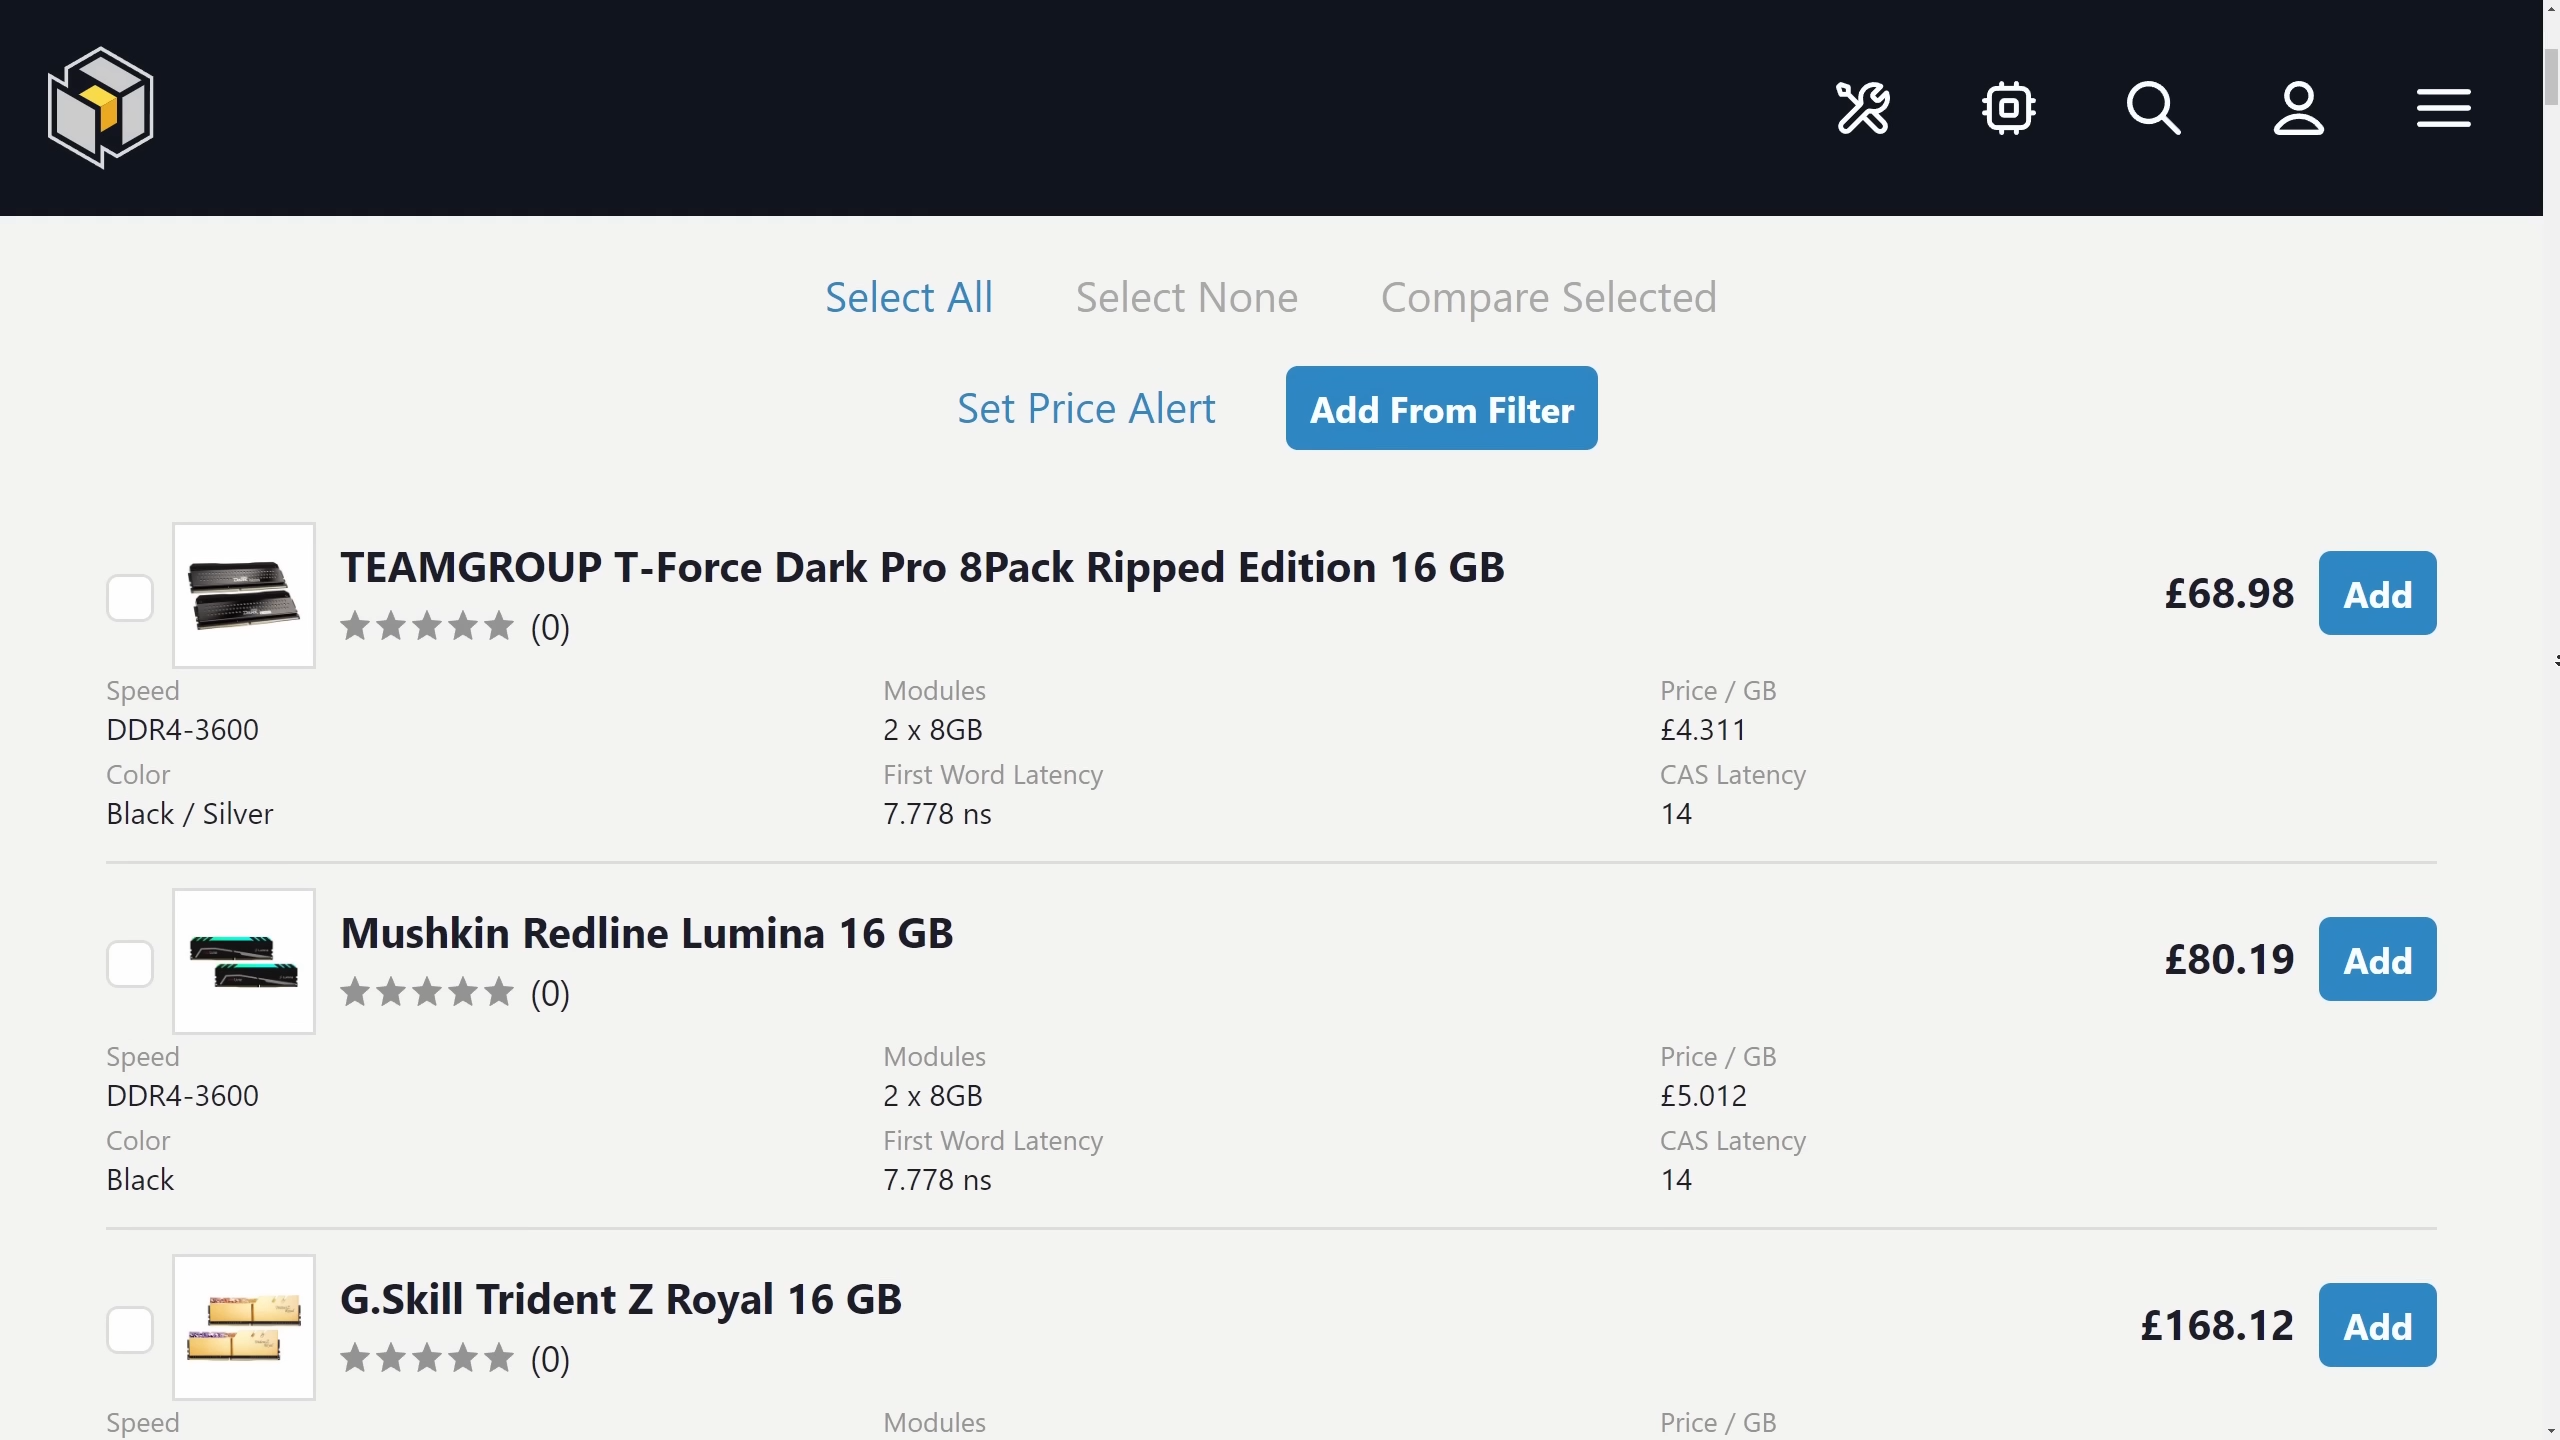 Select All Select None Compare Selected
Set Price Alert Add From Filter
TEAMGROUP T-Force Dark Pro 8Pack Ripped Edition 16 GB
(0)
£68.98 Add
Speed Modules Price / GB
DDR4-3600 2 x 8GB £4.311
Color First Word Latency CAS Latency
Black / Silver 7.778 ns 14
Mushkin Redline Lumina 16 GB
(0)
£80.19 Add
Speed Modules Price / GB
DDR4-3600 2 x 8GB £5.012
Color First Word Latency CAS Latency
Black 7.778 ns 14
G.Skill Trident Z Royal 16 GB
(0)
£168.12 Add
Speed Modules Price / GB